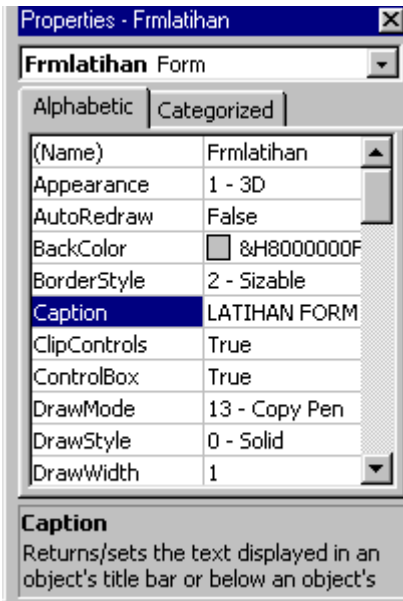 Properties - Frmlatihan
Frmlatihan Form
Alphabetic Categorized
(Name) Frmlatihan
Appearance 1 - 3D
AutoRedraw False
BackColor &H8000000F
BorderStyle 2 - Sizable
Caption LATIHAN FORM
ClipControls True
ControlBox True
DrawMode 13 - Copy Pen
DrawStyle 0 - Solid
DrawWidth 1
Caption
Returns/sets the text displayed in an
object's title bar or below an object's